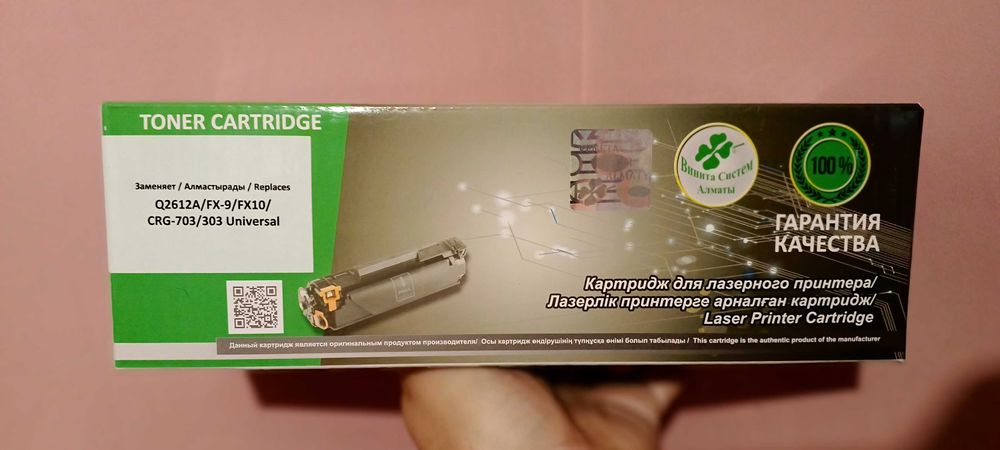 TONER CARTRIDGE
Заменяет / Алмастырады / Replaces
Q2612A/FX-9/FX10/
CRG-703/303 Universal
Винита Систем
Алматы
100 %
ГАРАНТИЯ
КАЧЕСТВА
Картридж для лазерного принтера/
Лазерлік принтерге арналған картридж/
Laser Printer Cartridge
Данный картридж является оригинальным продуктом производителя/ Осы картридж өндірушінің түпнұсқа өнімі болып табылады / This cartridge is the authentic product of the manufacturer